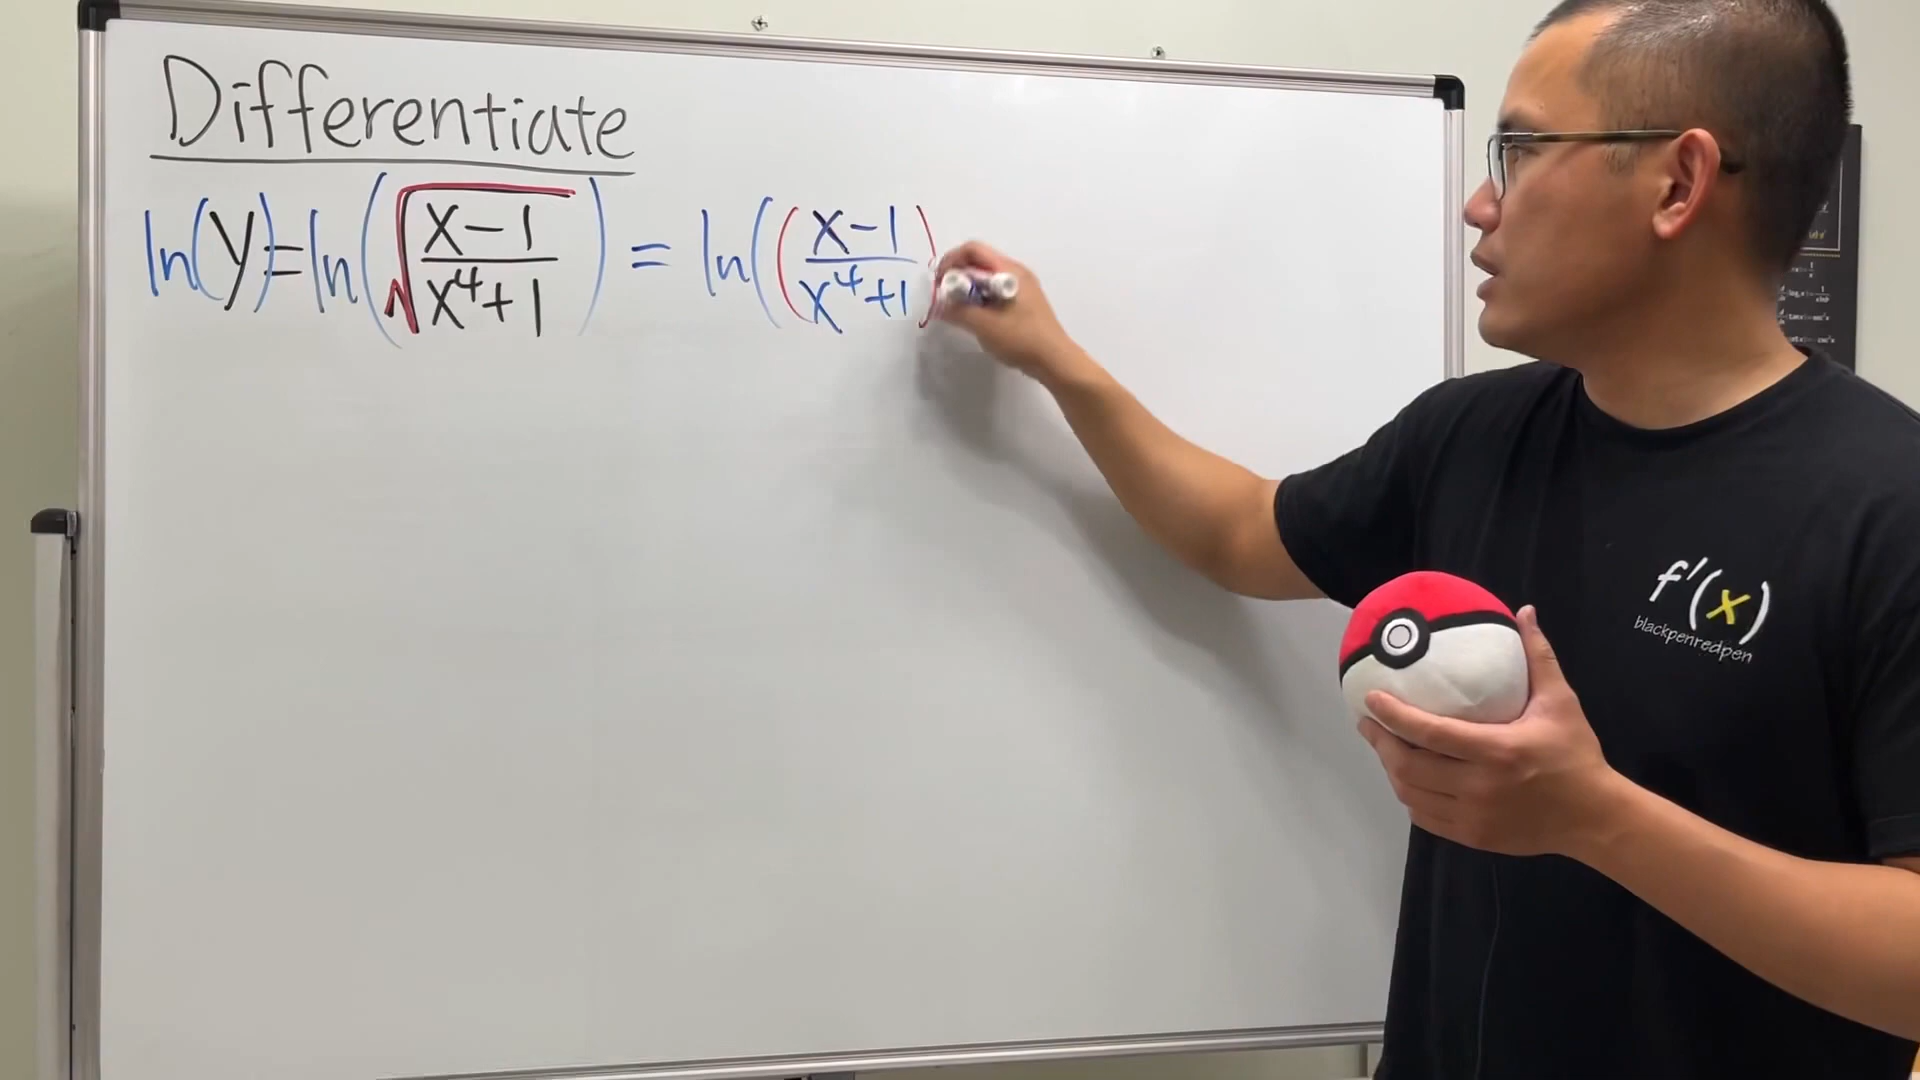 Differentiate
ln(y)=ln(√((x-1)/(x⁴+1))) = ln(((x-1)/(x⁴+1))
f'(x)
blackpenredpen